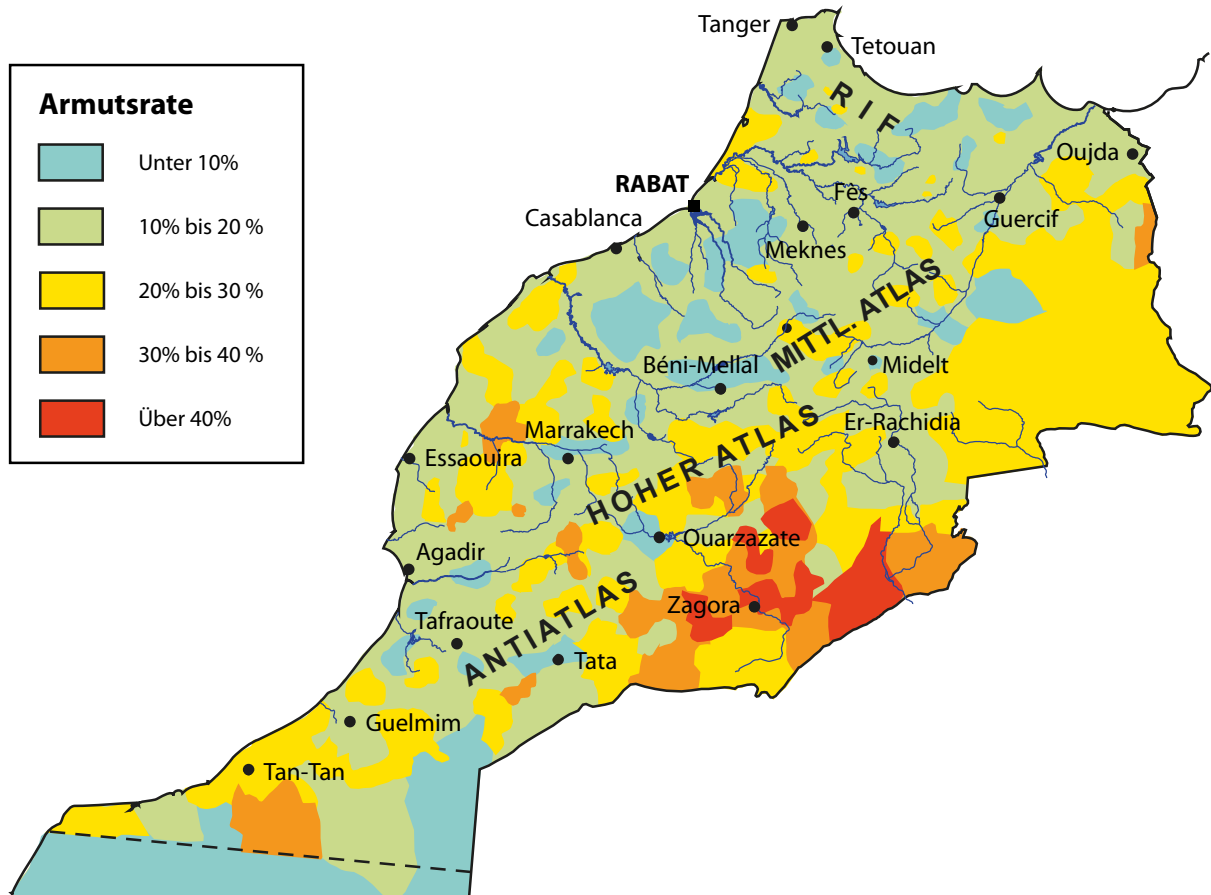 Armutsrate
Unter 10%
10% bis 20 %
20% bis 30 %
30% bis 40 %
Über 40%
Tanger
Tetouan
RIF
Oujda
RABAT
Fès
Guercif
Casablanca
Meknes
MITTL. ATLAS
Béni-Mellal
Midelt
Er-Rachidia
Marrakech
Essaouira
HOHER ATLAS
Ouarzazate
Agadir
Zagora
Tafraoute
ANTIATLAS
Tata
Guelmim
Tan-Tan